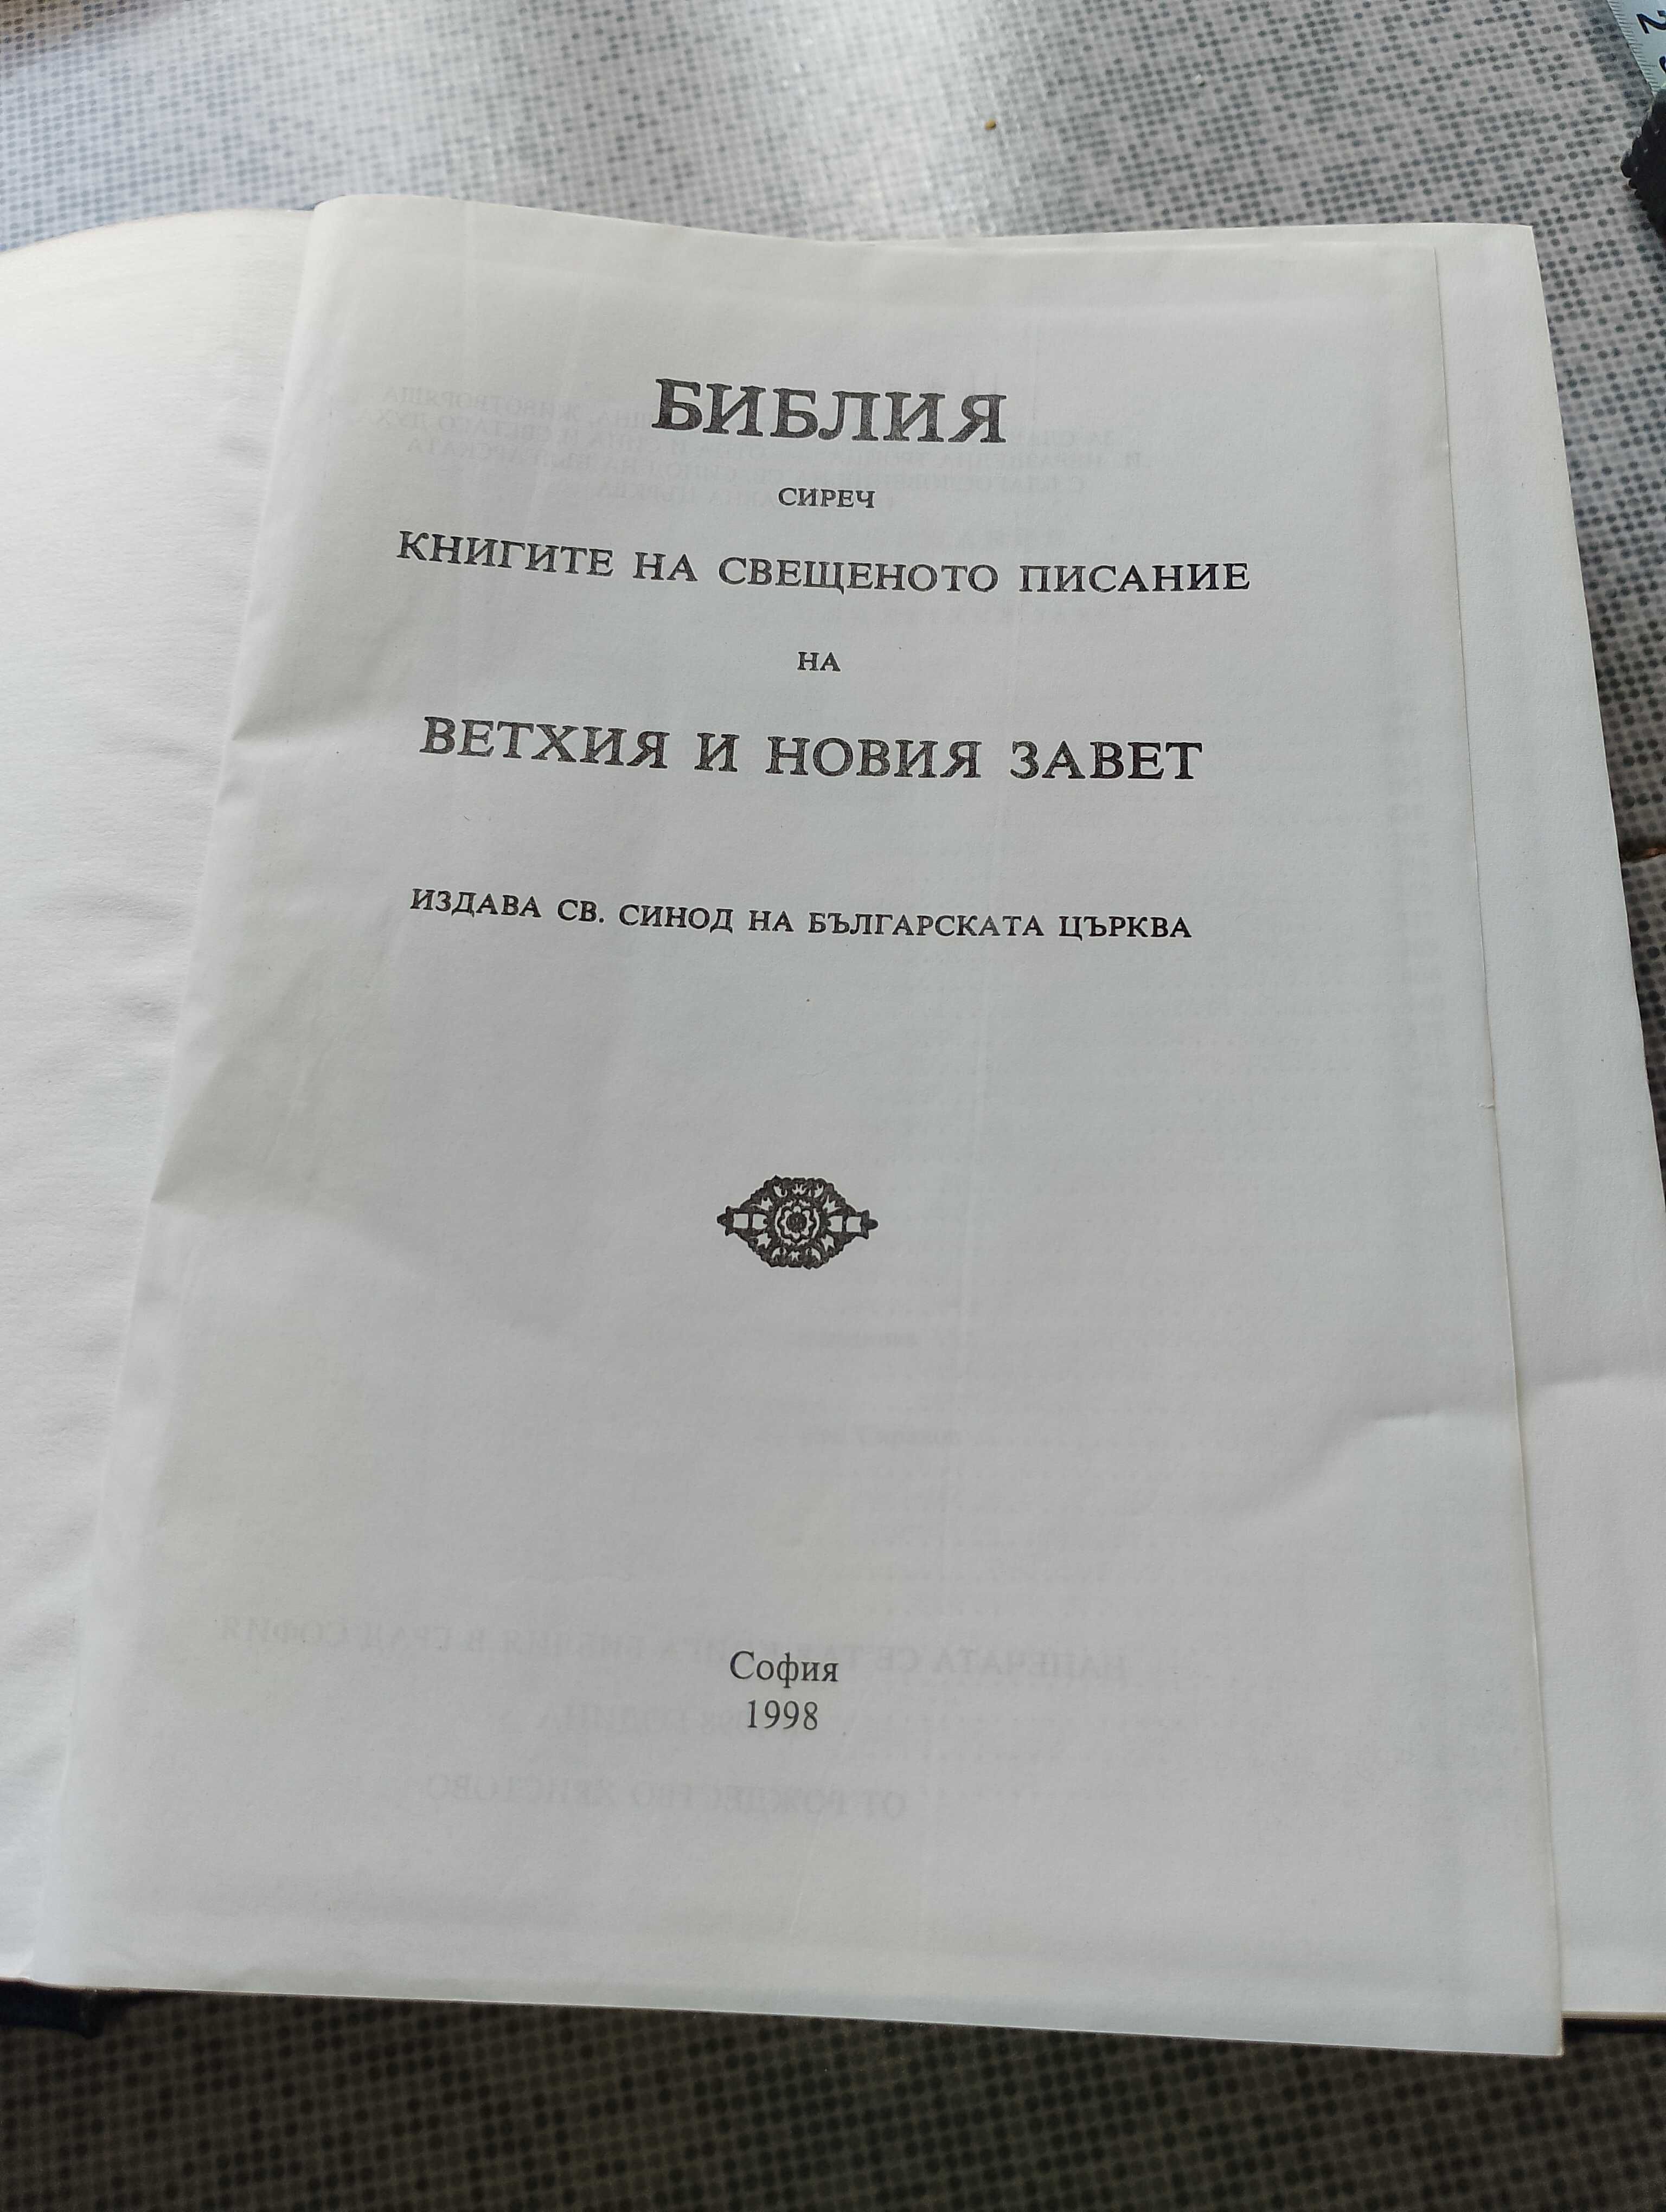 БИБЛИЯ
СИРЕЧ
КНИГИТЕ НА СВЕЩЕНОТО ПИСАНИЕ
НА
ВЕТХИЯ И НОВИЯ ЗАВЕТ
ИЗДАВА СВ. СИНОД НА БЪЛГАРСКАТА ЦЪРКВА
София
1998